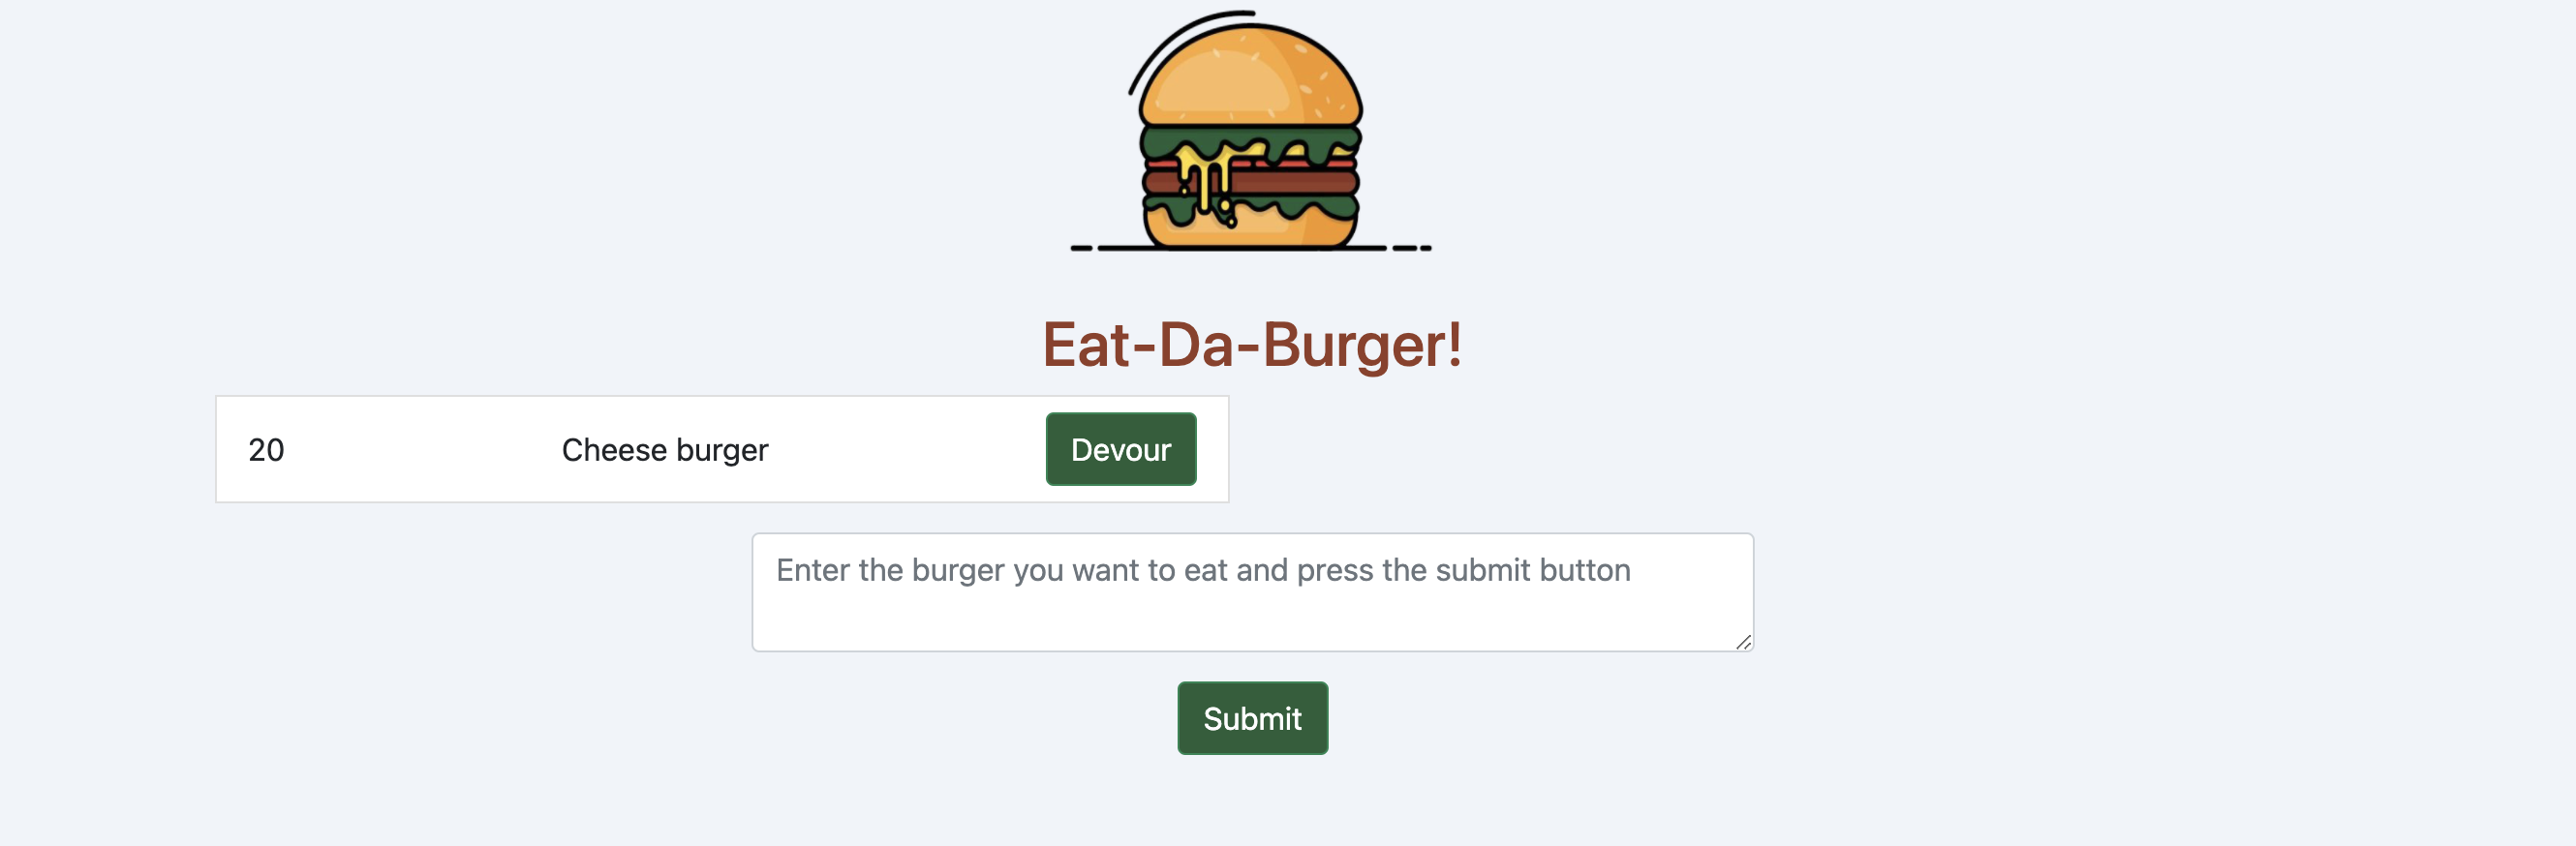 Eat-Da-Burger!
20 Cheese burger Devour
Enter the burger you want to eat and press the submit button
Submit